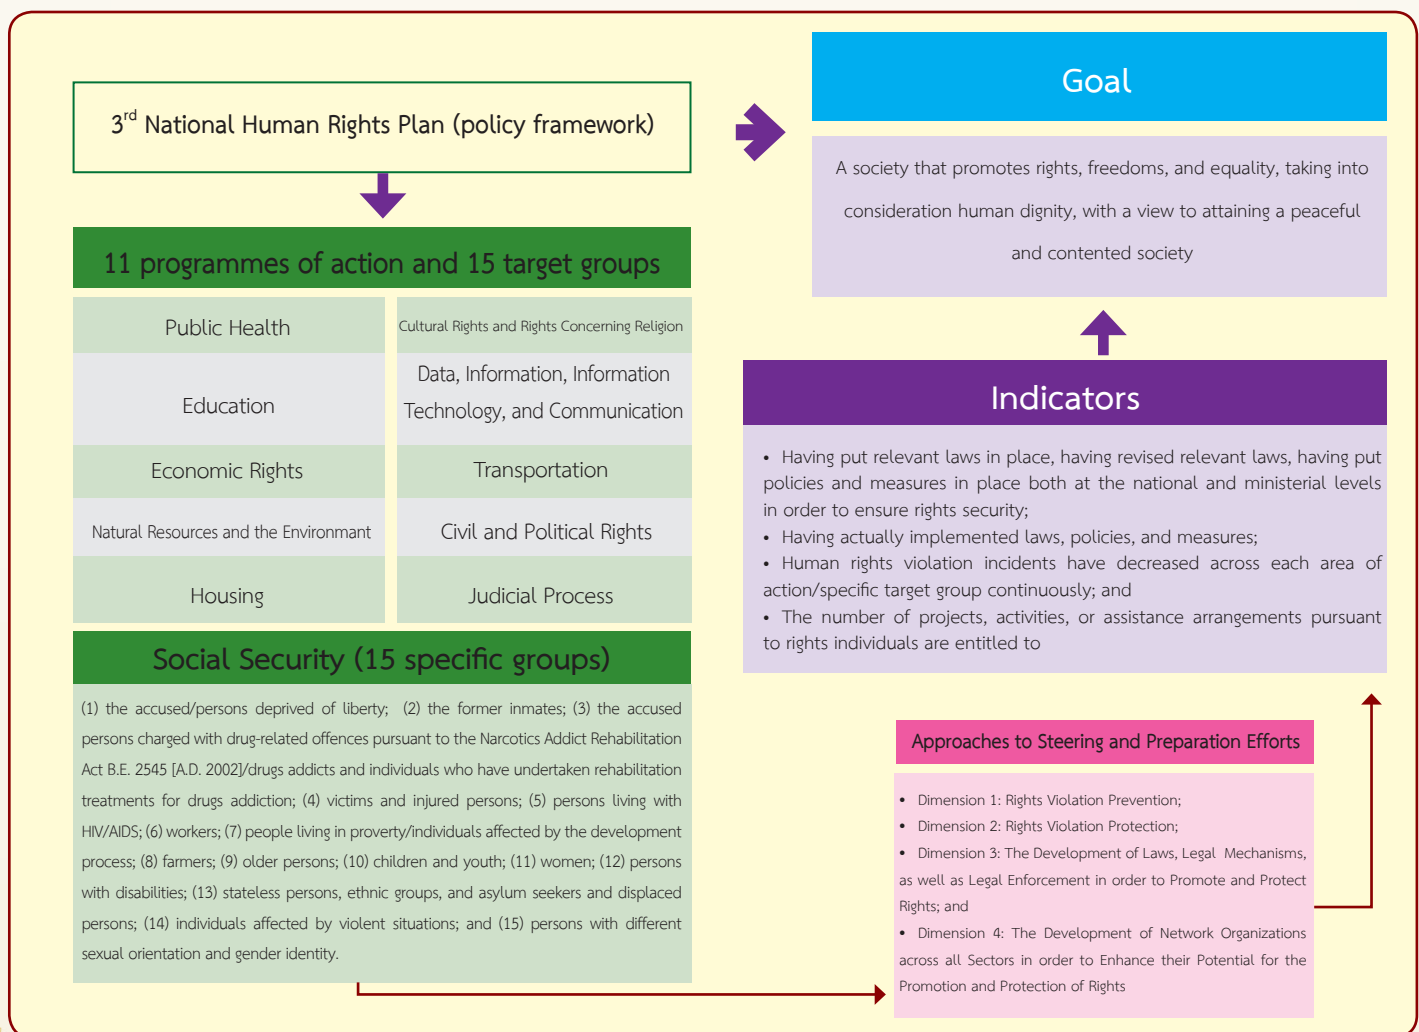 3rd National Human Rights Plan (policy framework)
11 programmes of action and 15 target groups
Public Health
Cultural Rights and Rights Concerning Religion
Education
Data, Information, Information
Technology, and Communication
Economic Rights
Transportation
Natural Resources and the Environmant
Civil and Political Rights
Housing
Judicial Process
Social Security (15 specific groups)
(1) the accused/persons deprived of liberty; (2) the former inmates; (3) the accused
persons charged with drug-related offences pursuant to the Narcotics Addict Rehabilitation
Act B.E. 2545 [A.D. 2002]/drugs addicts and individuals who have undertaken rehabilitation
treatments for drugs addiction; (4) victims and injured persons; (5) persons living with
HIV/AIDS; (6) workers; (7) people living in proverty/individuals affected by the development
process; (8) farmers; (9) older persons; (10) children and youth; (11) women; (12) persons
with disabilities; (13) stateless persons, ethnic groups, and asylum seekers and displaced
persons; (14) individuals affected by violent situations; and (15) persons with different
sexual orientation and gender identity.
Goal
A society that promotes rights, freedoms, and equality, taking into
consideration human dignity, with a view to attaining a peaceful
and contented society
Indicators
• Having put relevant laws in place, having revised relevant laws, having put
policies and measures in place both at the national and ministerial levels
in order to ensure rights security;
• Having actually implemented laws, policies, and measures;
• Human rights violation incidents have decreased across each area of
action/specific target group continuously; and
• The number of projects, activities, or assistance arrangements pursuant
to rights individuals are entitled to
Approaches to Steering and Preparation Efforts
• Dimension 1: Rights Violation Prevention;
• Dimension 2: Rights Violation Protection;
• Dimension 3: The Development of Laws, Legal Mechanisms,
as well as Legal Enforcement in order to Promote and Protect
Rights; and
• Dimension 4: The Development of Network Organizations
across all Sectors in order to Enhance their Potential for the
Promotion and Protection of Rights